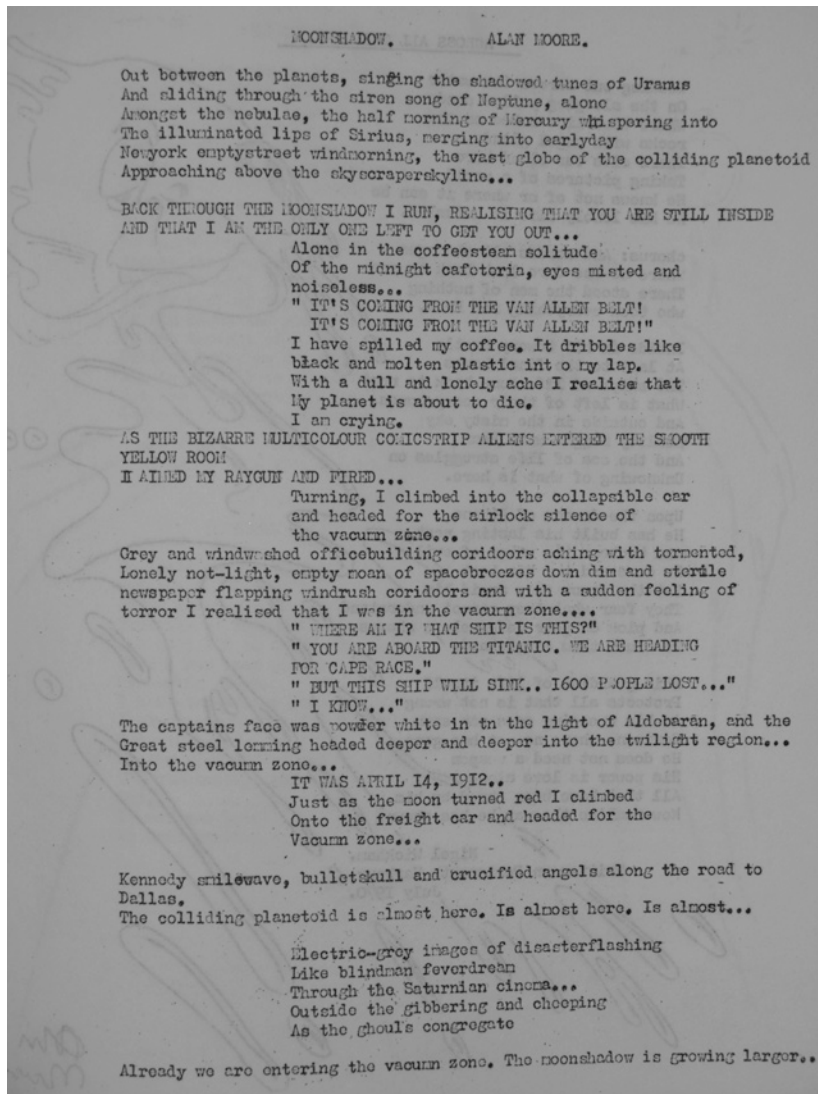 MOONSHADOW. ALAN MOORE.
Out between the planets, singing the shadowed tunes of Uranus
And sliding through the siren song of Neptune, alone
Amongst the nebulae, the half morning of Mercury whispering into
The illuminated lips of Sirius, merging into earlyday
Newyork emptystreet windmorning, the vast globe of the colliding planetoid
Approaching above the skyscraperskyline...
BACK THROUGH THE MOONSHADOW I RUN, REALISING THAT YOU ARE STILL INSIDE
AND THAT I AM THE ONLY ONE LEFT TO GET YOU OUT...
Alone in the coffeesteam solitude
Of the midnight cafeteria, eyes misted and
noiseless...
" IT'S COMING FROM THE VAN ALLEN BELT!
IT'S COMING FROM THE VAN ALLEN BELT!"
I have spilled my coffee. It dribbles like
black and molten plastic int o my lap.
With a dull and lonely ache I realise that
My planet is about to die.
I am crying.
AS THE BIZARRE MULTICOLOUR COMICSTRIP ALIENS ENTERED THE SMOOTH
YELLOW ROOM
II AIMED MY RAYGUN AND FIRED...
Turning, I climbed into the collapsible car
and headed for the airlock silence of
the vacumn zone...
Grey and windwashed officebuilding coridoors aching with tormented,
Lonely not-light, empty moan of spacebreezes down dim and sterile
newspaper flapping windrush coridoors and with a sudden feeling of
terror I realised that I was in the vacumn zone....
" WHERE AM I? WHAT SHIP IS THIS?"
" YOU ARE ABOARD THE TITANIC. WE ARE HEADING
FOR CAPE RACE."
" BUT THIS SHIP WILL SINK.. I600 PEOPLE LOST..."
" I KNOW..."
The captains face was powder white in tn the light of Aldebaran, and the
Great steel lemming headed deeper and deeper into the twilight region...
Into the vacumn zone...
IT WAS APRIL I4, I9I2..
Just as the moon turned red I climbed
Onto the freight car and headed for the
Vacumn zone...
Kennedy smilewave, bulletskull and crucified angels along the road to
Dallas.
The colliding planetoid is almost here. Is almost here. Is almost...
Electric-grey images of disasterflashing
Like blindman feverdream
Through the Saturnian cinema...
Outside the gibbering and cheeping
As the ghouls congregate
Already we are entering the vacumn zone. The moonshadow is growing larger..